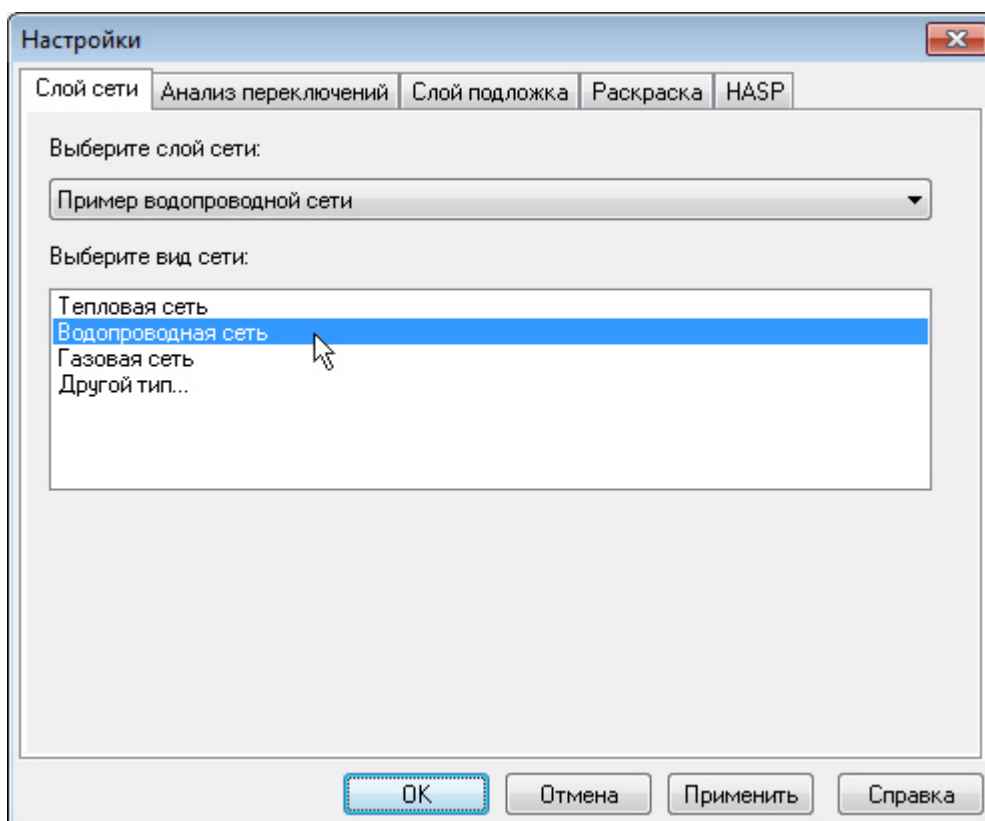 Настройки
Слой сети Анализ переключений Слой подложка Раскраска HASP
Выберите слой сети:
Пример водопроводной сети
Выберите вид сети:
Тепловая сеть
Водопроводная сеть
Газовая сеть
Другой тип...
ОК Отмена Применить Справка